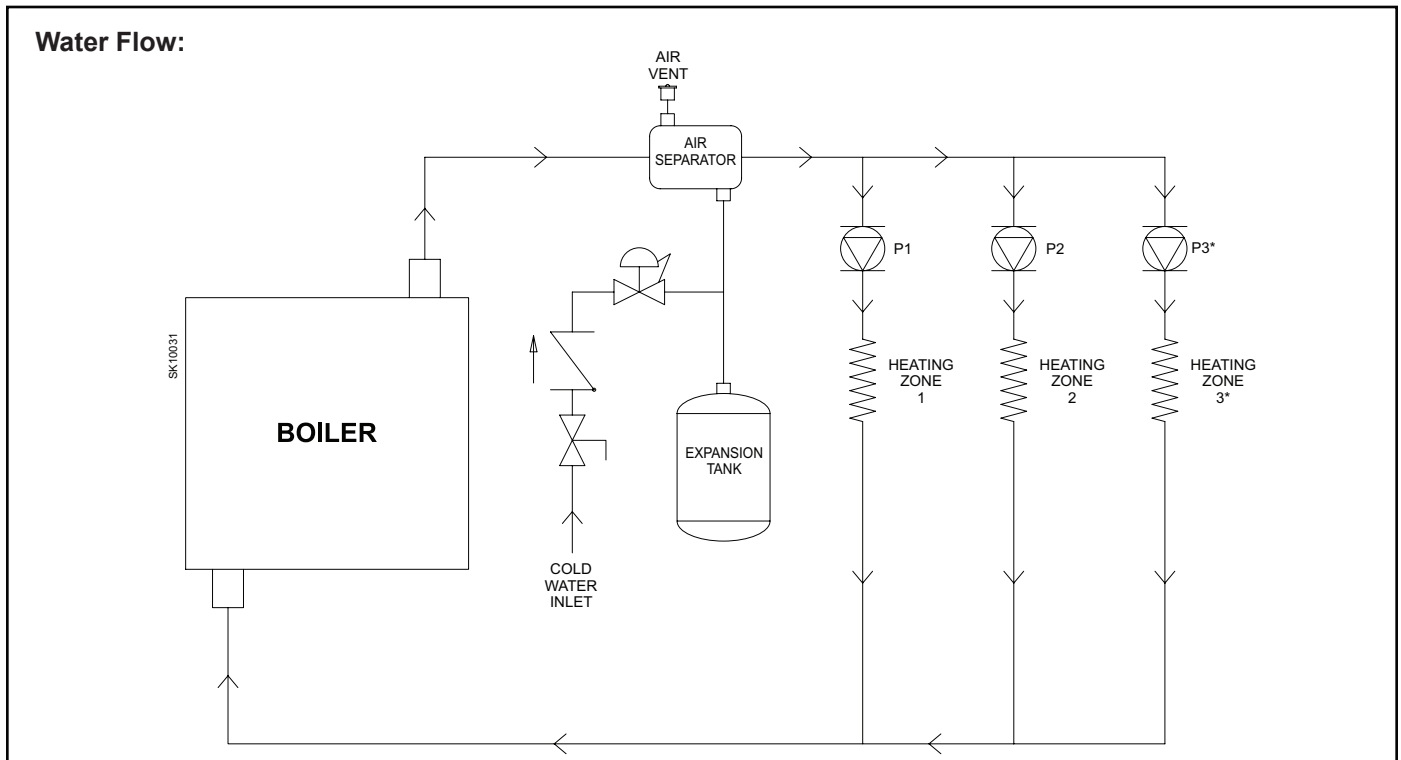 Water Flow:
AIR
VENT
AIR
SEPARATOR
P1
P2
P3*
SK10031
BOILER
HEATING
ZONE
1
HEATING
ZONE
2
HEATING
ZONE
3*
EXPANSION
TANK
COLD
WATER
INLET